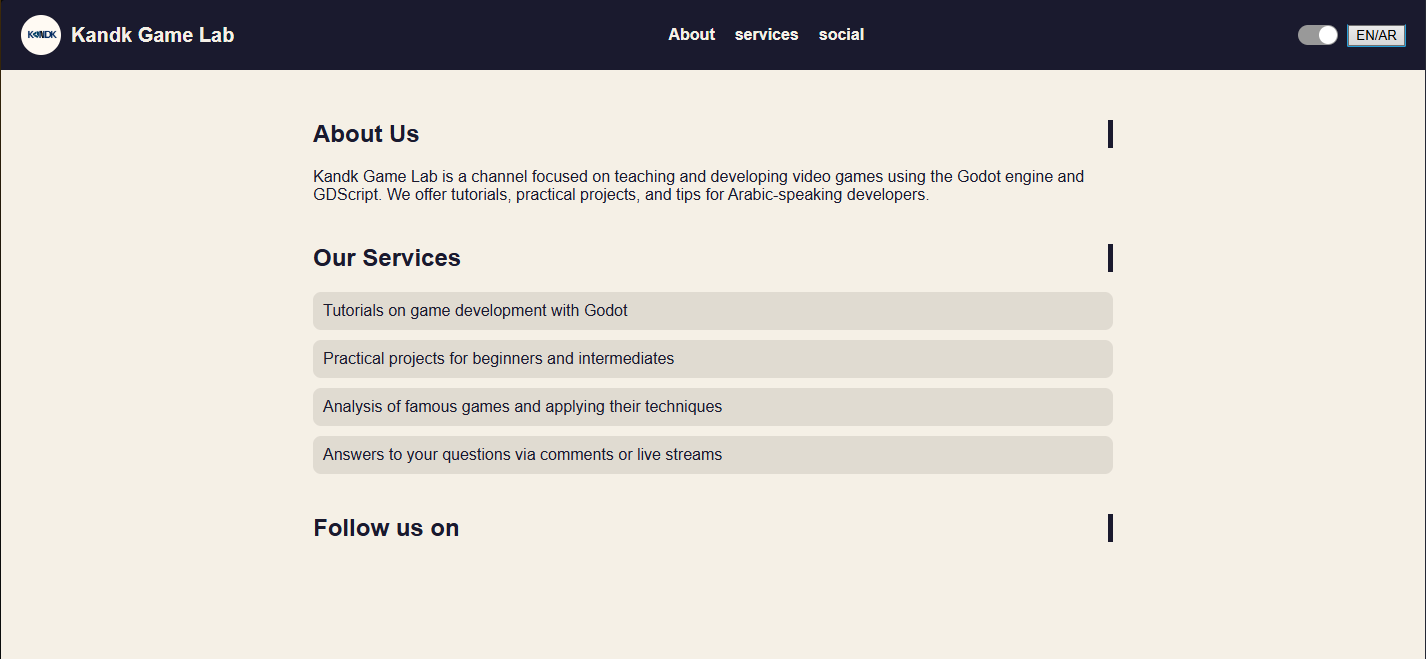 KANDK
Kandk Game Lab
About services social
EN/AR
About Us
Kandk Game Lab is a channel focused on teaching and developing video games using the Godot engine and
GDScript. We offer tutorials, practical projects, and tips for Arabic-speaking developers.
Our Services
Tutorials on game development with Godot
Practical projects for beginners and intermediates
Analysis of famous games and applying their techniques
Answers to your questions via comments or live streams
Follow us on